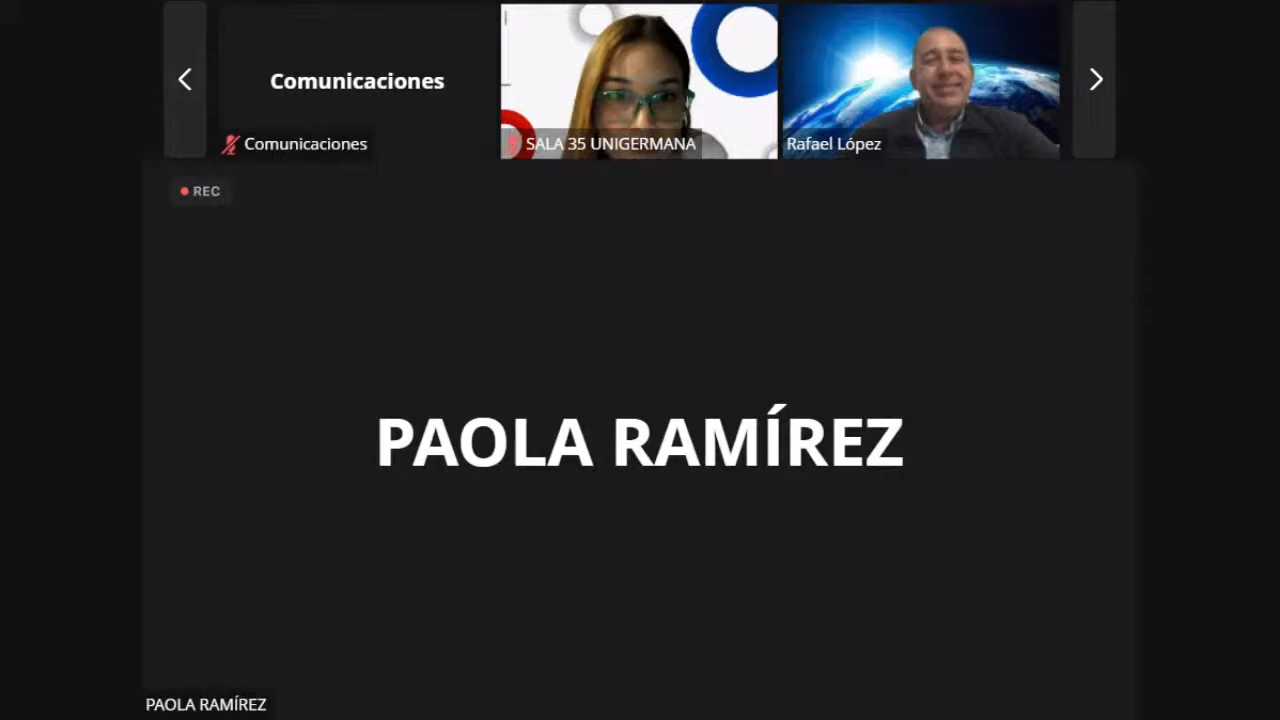 Comunicaciones
Comunicaciones
SALA 35 UNIGERMANA
Rafael López
REC
PAOLA RAMÍREZ
PAOLA RAMÍREZ